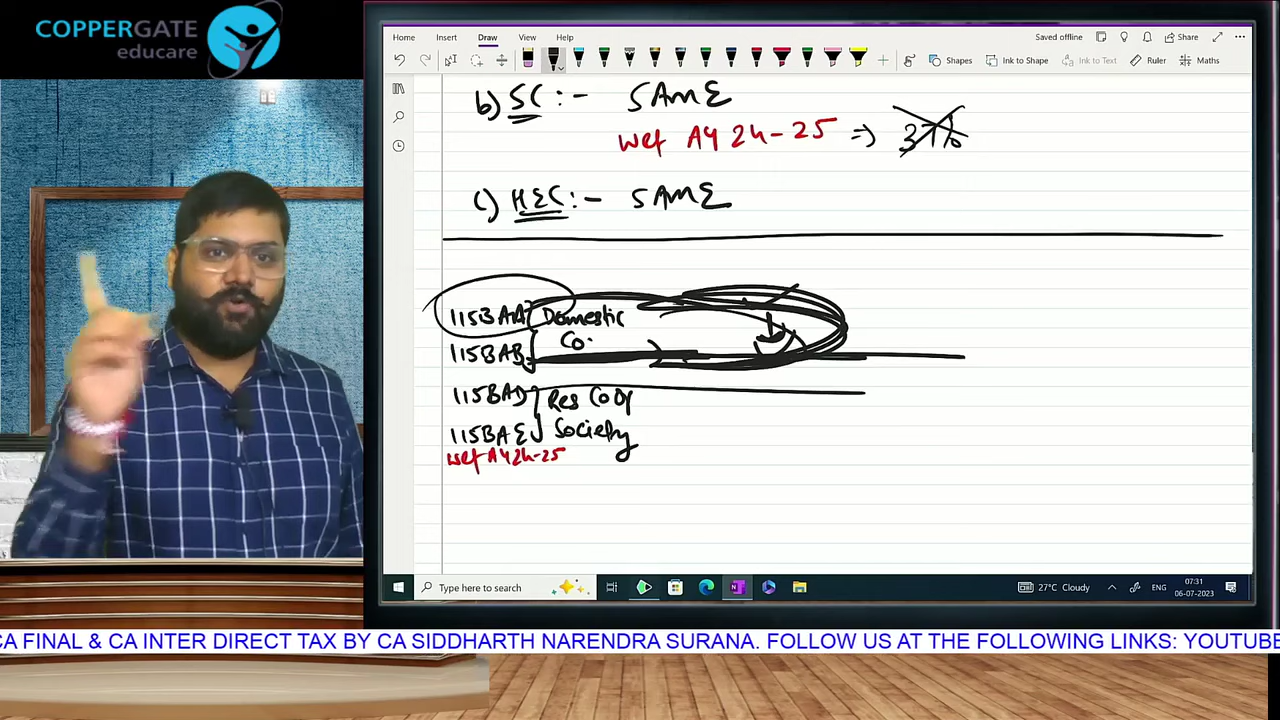 COPPERGATE
educare
Home Insert Draw View Help
Saved offline
Share
Shapes
Ink to Shape
Ink to Text
Ruler
Maths
b) SC :- SAME
wef AY 24-25 => 37%
c) HEC :- SAME
115BAA Domestic
115BAB Co.
115BAD Res CoOp
115BAE Society
wef AY 24-25
Type here to search
27°C Cloudy
ENG
07:31
06-07-2023
CA FINAL & CA INTER DIRECT TAX BY CA SIDDHARTH NARENDRA SURANA. FOLLOW US AT THE FOLLOWING LINKS: YOUTUBE